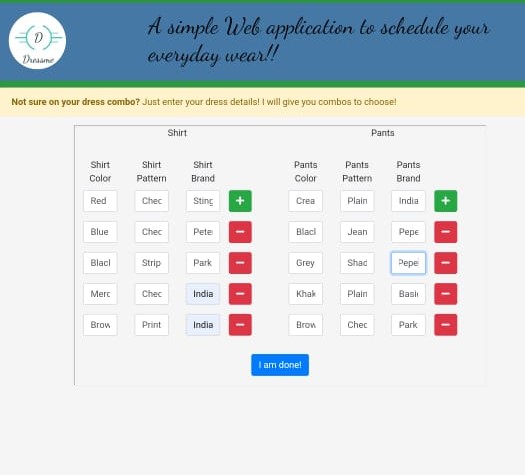 A simple Web application to schedule your
everyday wear!!
D
Dressme
Not sure on your dress combo? Just enter your dress details! I will give you combos to choose!
Shirt Pants
Shirt Color Shirt Pattern Shirt Brand Pants Color Pants Pattern Pants Brand
Red Chec Sting + Crea Plain India +
Blue Chec Pete − Blacl Jean Pepe −
Blacl Strip Park − Grey Shac Pepe −
Merc Chec India − Khak Plain Basic −
Brow Print India − Brow Chec Park −
I am done!